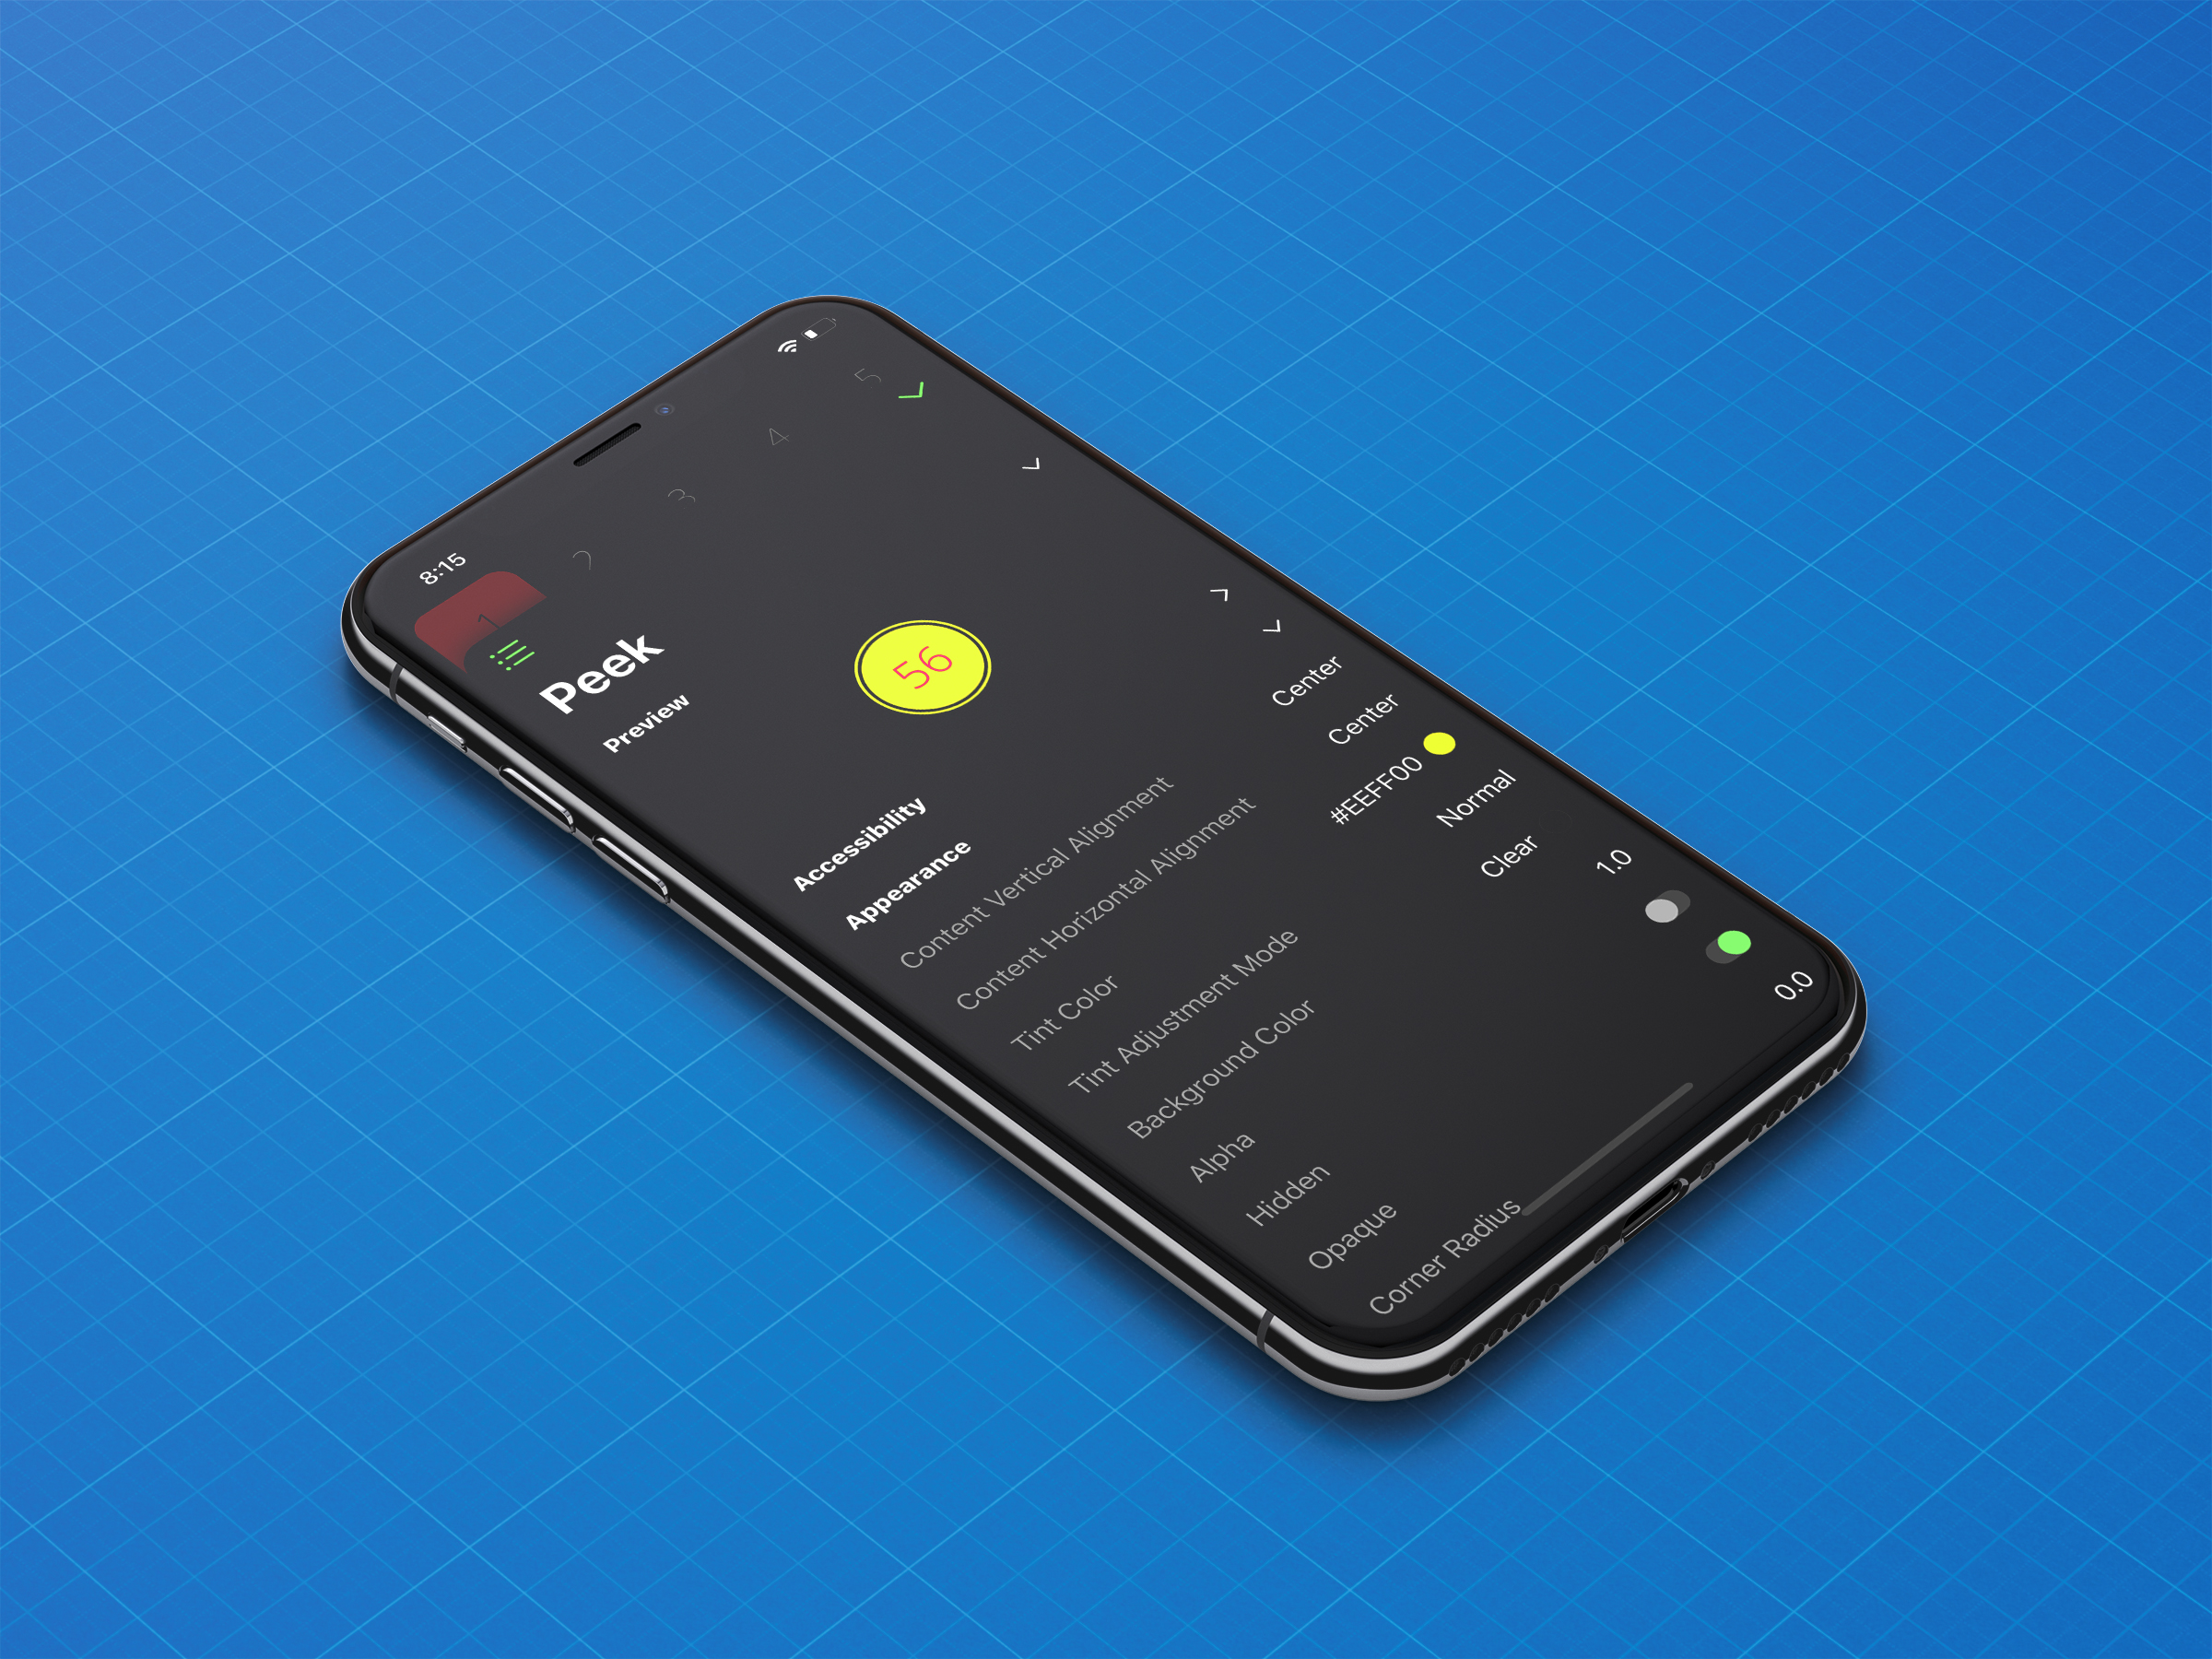 8:15
1 2 3 4 5
Peek
Preview
56
Accessibility
Appearance
Content Vertical Alignment Center
Content Horizontal Alignment Center
Tint Color #EEFF00
Tint Adjustment Mode Normal
Background Color Clear
Alpha 1.0
Hidden
Opaque
Corner Radius 0.0